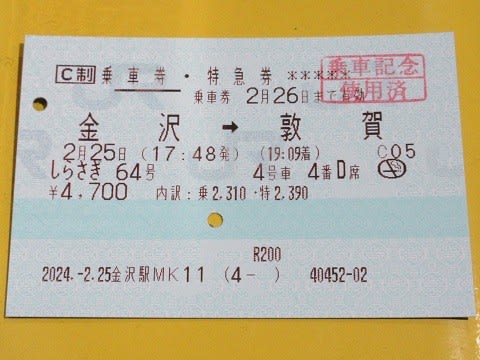 C制 乗車券・特急券 ＊＊＊＊＊
乗車記念
使用済
乗車券 2月26日まで有効
金沢 → 敦賀
2月25日 (17:48発) (19:09着) C05
しらさぎ 64号 4号車 4番D席
¥4,700 内訳:乗2,310・特2,390
R200
2024.-2.25金沢駅MK11 (4- ) 40452-02